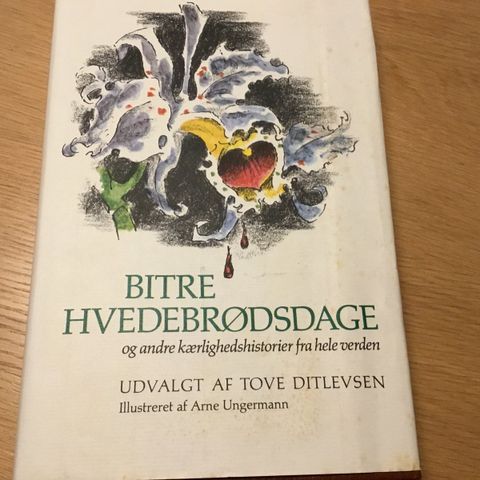 BITRE
HVEDEBRØDSDAGE
og andre kærlighedshistorier fra hele verden
UDVALGT AF TOVE DITLEVSEN
Illustreret af Arne Ungermann